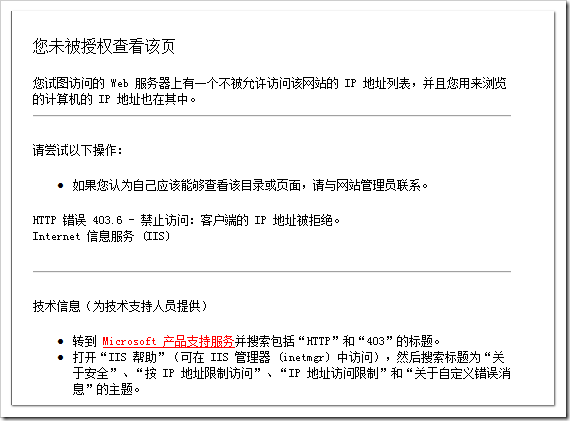 您未被授权查看该页
您试图访问的 Web 服务器上有一个不被允许访问该网站的 IP 地址列表，并且您用来浏览
的计算机的 IP 地址也在其中。
请尝试以下操作：
● 如果您认为自己应该能够查看该目录或页面，请与网站管理员联系。
HTTP 错误 403.6 - 禁止访问：客户端的 IP 地址被拒绝。
Internet 信息服务 (IIS)
技术信息（为技术支持人员提供）
● 转到 Microsoft 产品支持服务并搜索包括“HTTP”和“403”的标题。
● 打开“IIS 帮助”（可在 IIS 管理器 (inetmgr) 中访问），然后搜索标题为“关
于安全”、“按 IP 地址限制访问”、“IP 地址访问限制”和“关于自定义错误消
息”的主题。